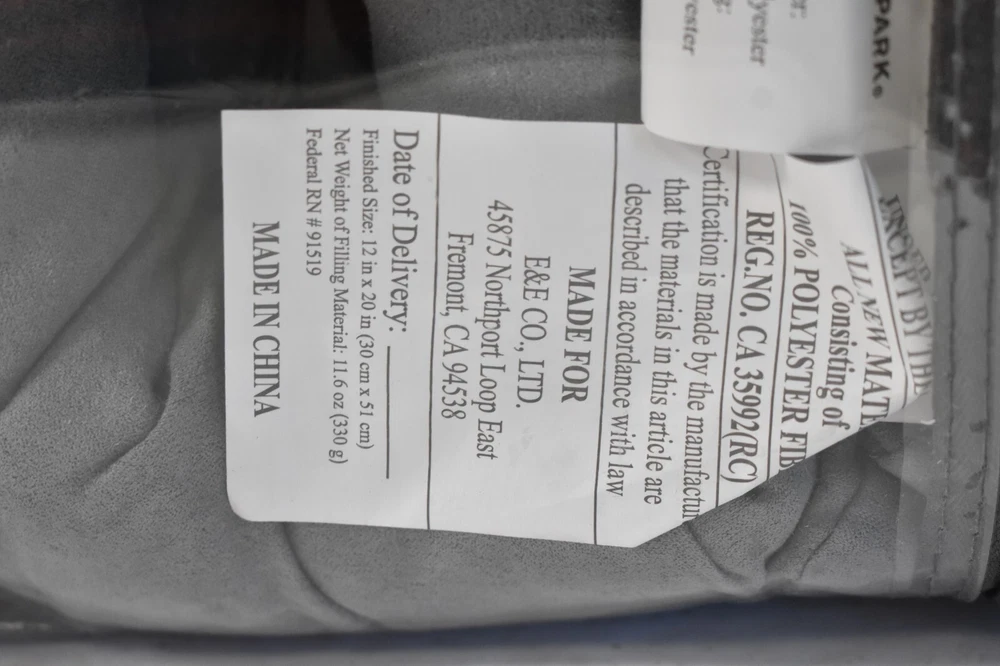 PARK®
EXCEPT BY THE
ALL NEW MATE
Consisting of
100% POLYESTER FIB
REG.NO. CA 35992(RC)
Certification is made by the manufactur
that the materials in this article are
described in accordance with law
MADE FOR
E&E CO., LTD.
45875 Northport Loop East
Fremont, CA 94538
Date of Delivery:
Finished Size: 12 in x 20 in (30 cm x 51 cm)
Net Weight of Filling Material: 11.6 oz (330 g)
Federal RN # 91519
MADE IN CHINA